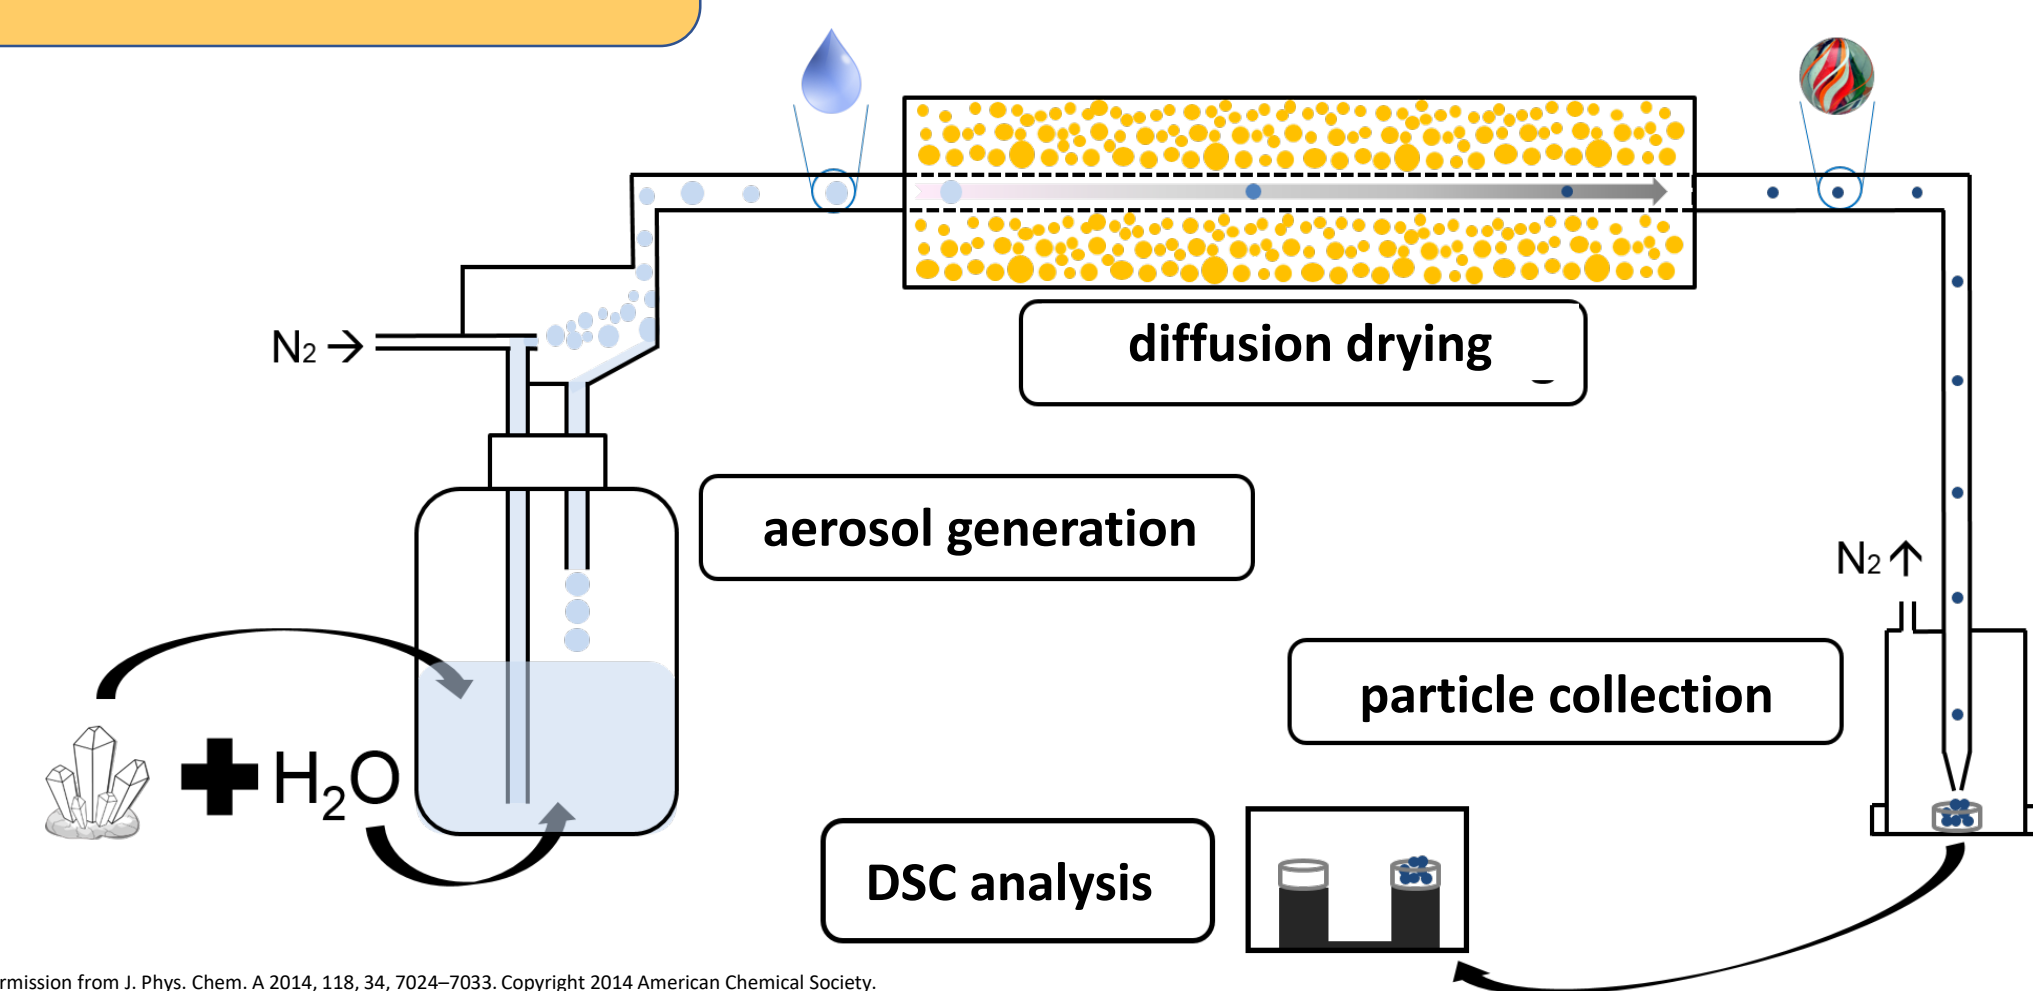 N2 →
diffusion drying
aerosol generation
N2 ↑
particle collection
+ H2O
DSC analysis
rmission from J. Phys. Chem. A 2014, 118, 34, 7024–7033. Copyright 2014 American Chemical Society.